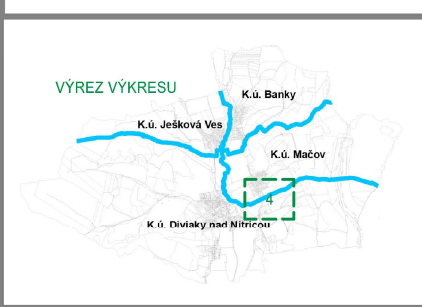 VÝREZ VÝKRESU
K.ú. Banky
K.ú. Ješková Ves
K.ú. Mačov
4
K.ú. Diviaky nad Nitricou